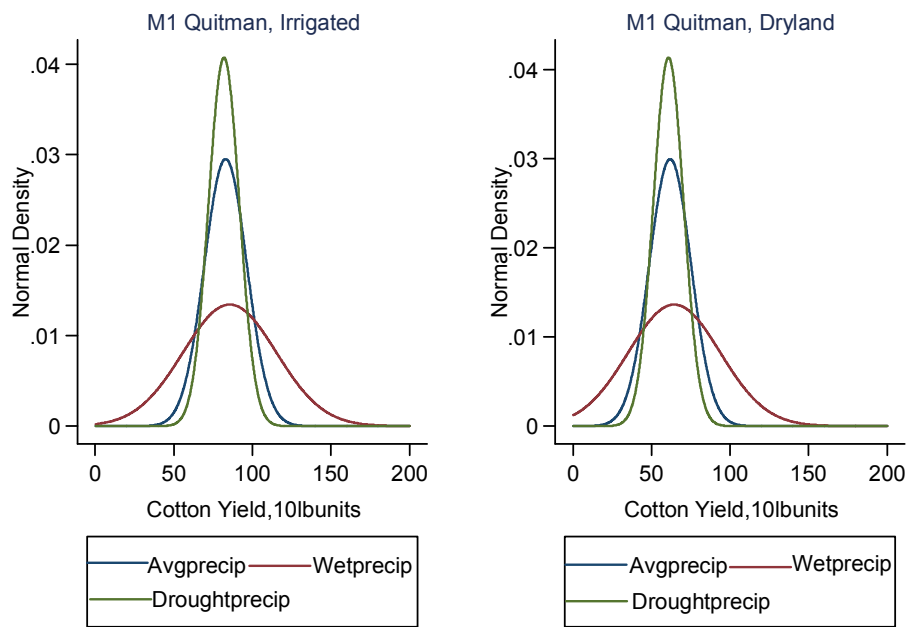 M1 Quitman, Irrigated
Normal Density
.04
.03
.02
.01
0
0 50 100 150 200
Cotton Yield,10lbunits
Avgprecip Wetprecip
Droughtprecip
M1 Quitman, Dryland
Normal Density
.04
.03
.02
.01
0
0 50 100 150 200
Cotton Yield,10lbunits
Avgprecip Wetprecip
Droughtprecip